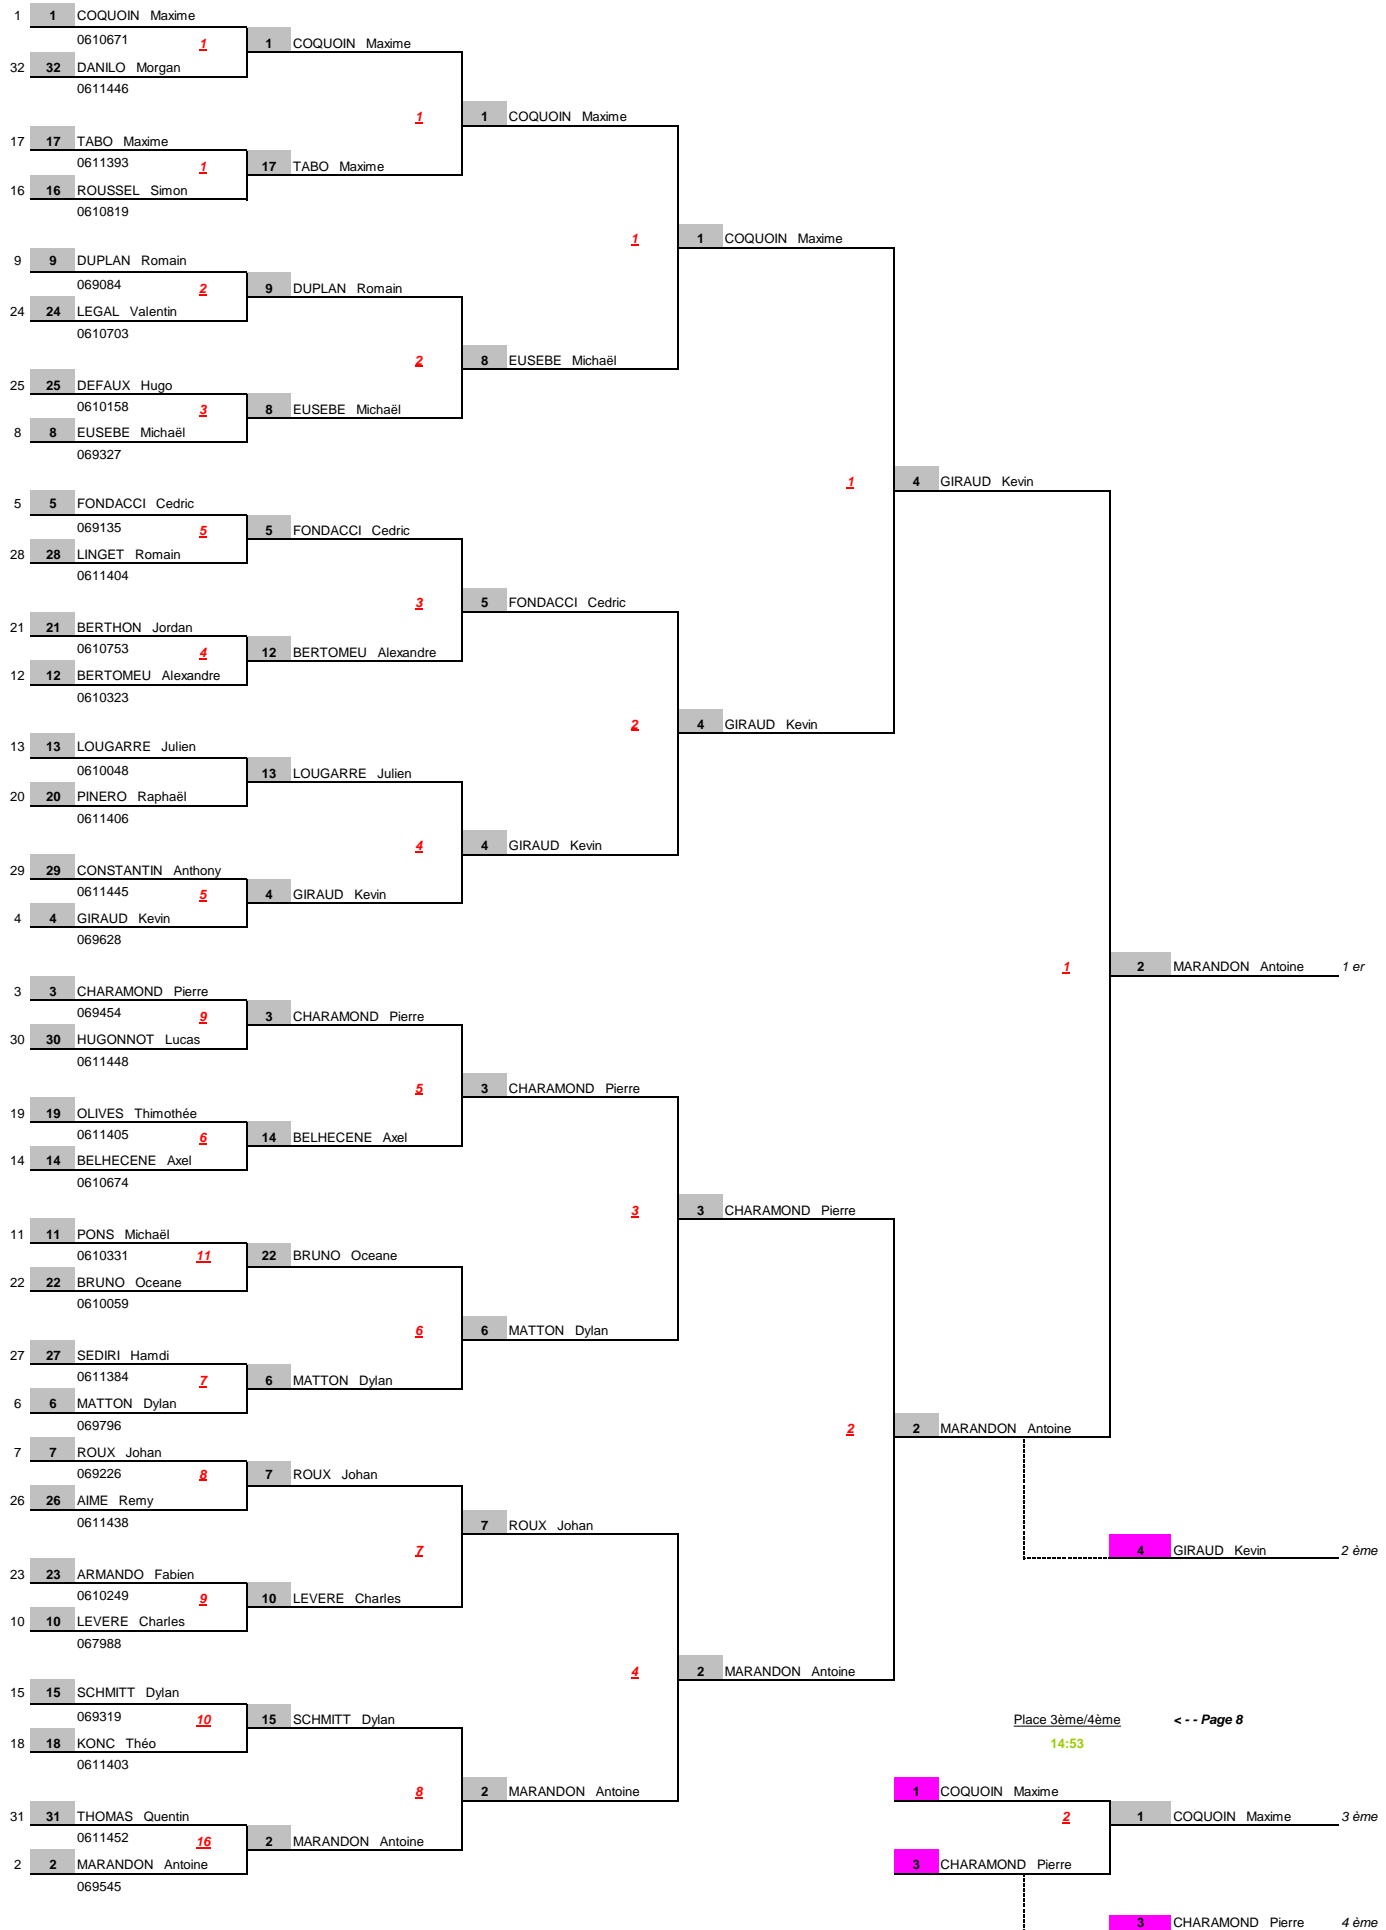 1 1 COQUOIN Maxime
0610671 1 1 COQUOIN Maxime
32 32 DANILO Morgan
0611446
1 1 COQUOIN Maxime
17 17 TABO Maxime
0611393 1 17 TABO Maxime
16 16 ROUSSEL Simon
0610819
1 1 COQUOIN Maxime
9 9 DUPLAN Romain
069084 2 9 DUPLAN Romain
24 24 LEGAL Valentin
0610703
2 8 EUSEBE Michaël
25 25 DEFAUX Hugo
0610158 3 8 EUSEBE Michaël
8 8 EUSEBE Michaël
069327
1 4 GIRAUD Kevin
5 5 FONDACCI Cedric
069135 5 5 FONDACCI Cedric
28 28 LINGET Romain
0611404
3 5 FONDACCI Cedric
21 21 BERTHON Jordan
0610753 4 12 BERTOMEU Alexandre
12 12 BERTOMEU Alexandre
0610323
2 4 GIRAUD Kevin
13 13 LOUGARRE Julien
0610048 13 LOUGARRE Julien
20 20 PINERO Raphaël
0611406
4 4 GIRAUD Kevin
29 29 CONSTANTIN Anthony
0611445 5 4 GIRAUD Kevin
4 4 GIRAUD Kevin
069628
1 2 MARANDON Antoine 1 er
3 3 CHARAMOND Pierre
069454 9 3 CHARAMOND Pierre
30 30 HUGONNOT Lucas
0611448
5 3 CHARAMOND Pierre
19 19 OLIVES Thimothée
0611405 6 14 BELHECENE Axel
14 14 BELHECENE Axel
0610674
3 3 CHARAMOND Pierre
11 11 PONS Michaël
0610331 11 22 BRUNO Oceane
22 22 BRUNO Oceane
0610059
6 6 MATTON Dylan
27 27 SEDIRI Hamdi
0611384 7 6 MATTON Dylan
6 6 MATTON Dylan
069796
2 2 MARANDON Antoine
7 7 ROUX Johan
069226 8 7 ROUX Johan
26 26 AIME Remy
0611438
7 7 ROUX Johan
4 GIRAUD Kevin 2 ème
23 23 ARMANDO Fabien
0610249 9 10 LEVERE Charles
10 10 LEVERE Charles
067988
4 2 MARANDON Antoine
15 15 SCHMITT Dylan
069319 10 15 SCHMITT Dylan
Place 3ème/4ème < - - Page 8
18 18 KONC Théo
14:53
0611403
8 2 MARANDON Antoine
1 COQUOIN Maxime
31 31 THOMAS Quentin
2 1 COQUOIN Maxime 3 ème
0611452 16 2 MARANDON Antoine
2 2 MARANDON Antoine
3 CHARAMOND Pierre
069545
3 CHARAMOND Pierre 4 ème